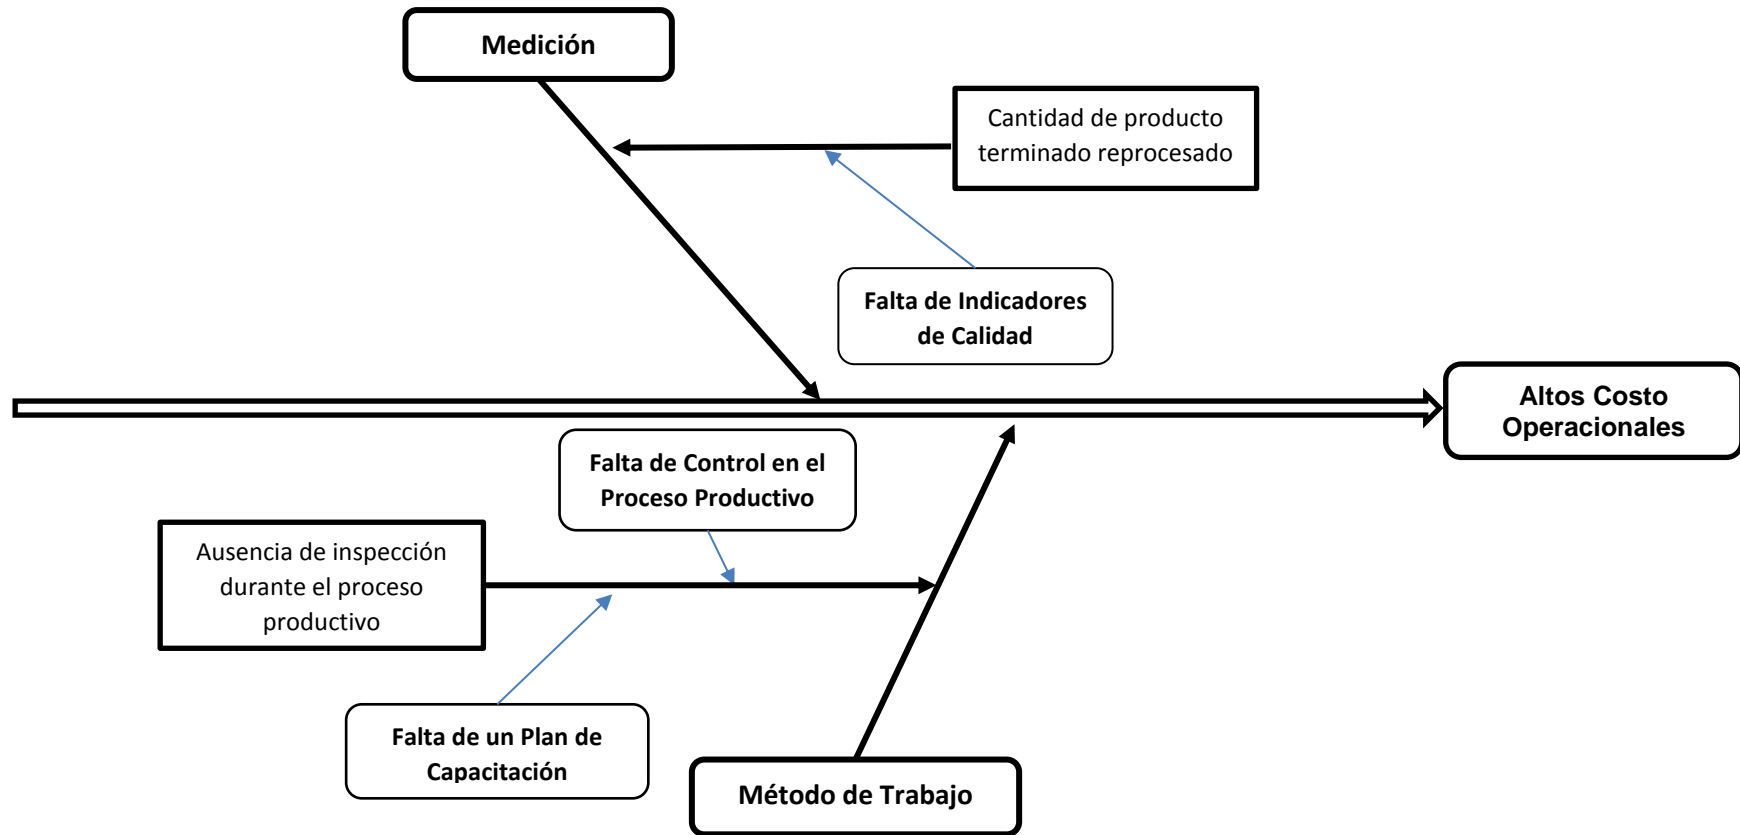 Medición
Cantidad de producto
terminado reprocesado
Falta de Indicadores
de Calidad
Altos Costo
Operacionales
Falta de Control en el
Proceso Productivo
Ausencia de inspección
durante el proceso
productivo
Falta de un Plan de
Capacitación
Método de Trabajo